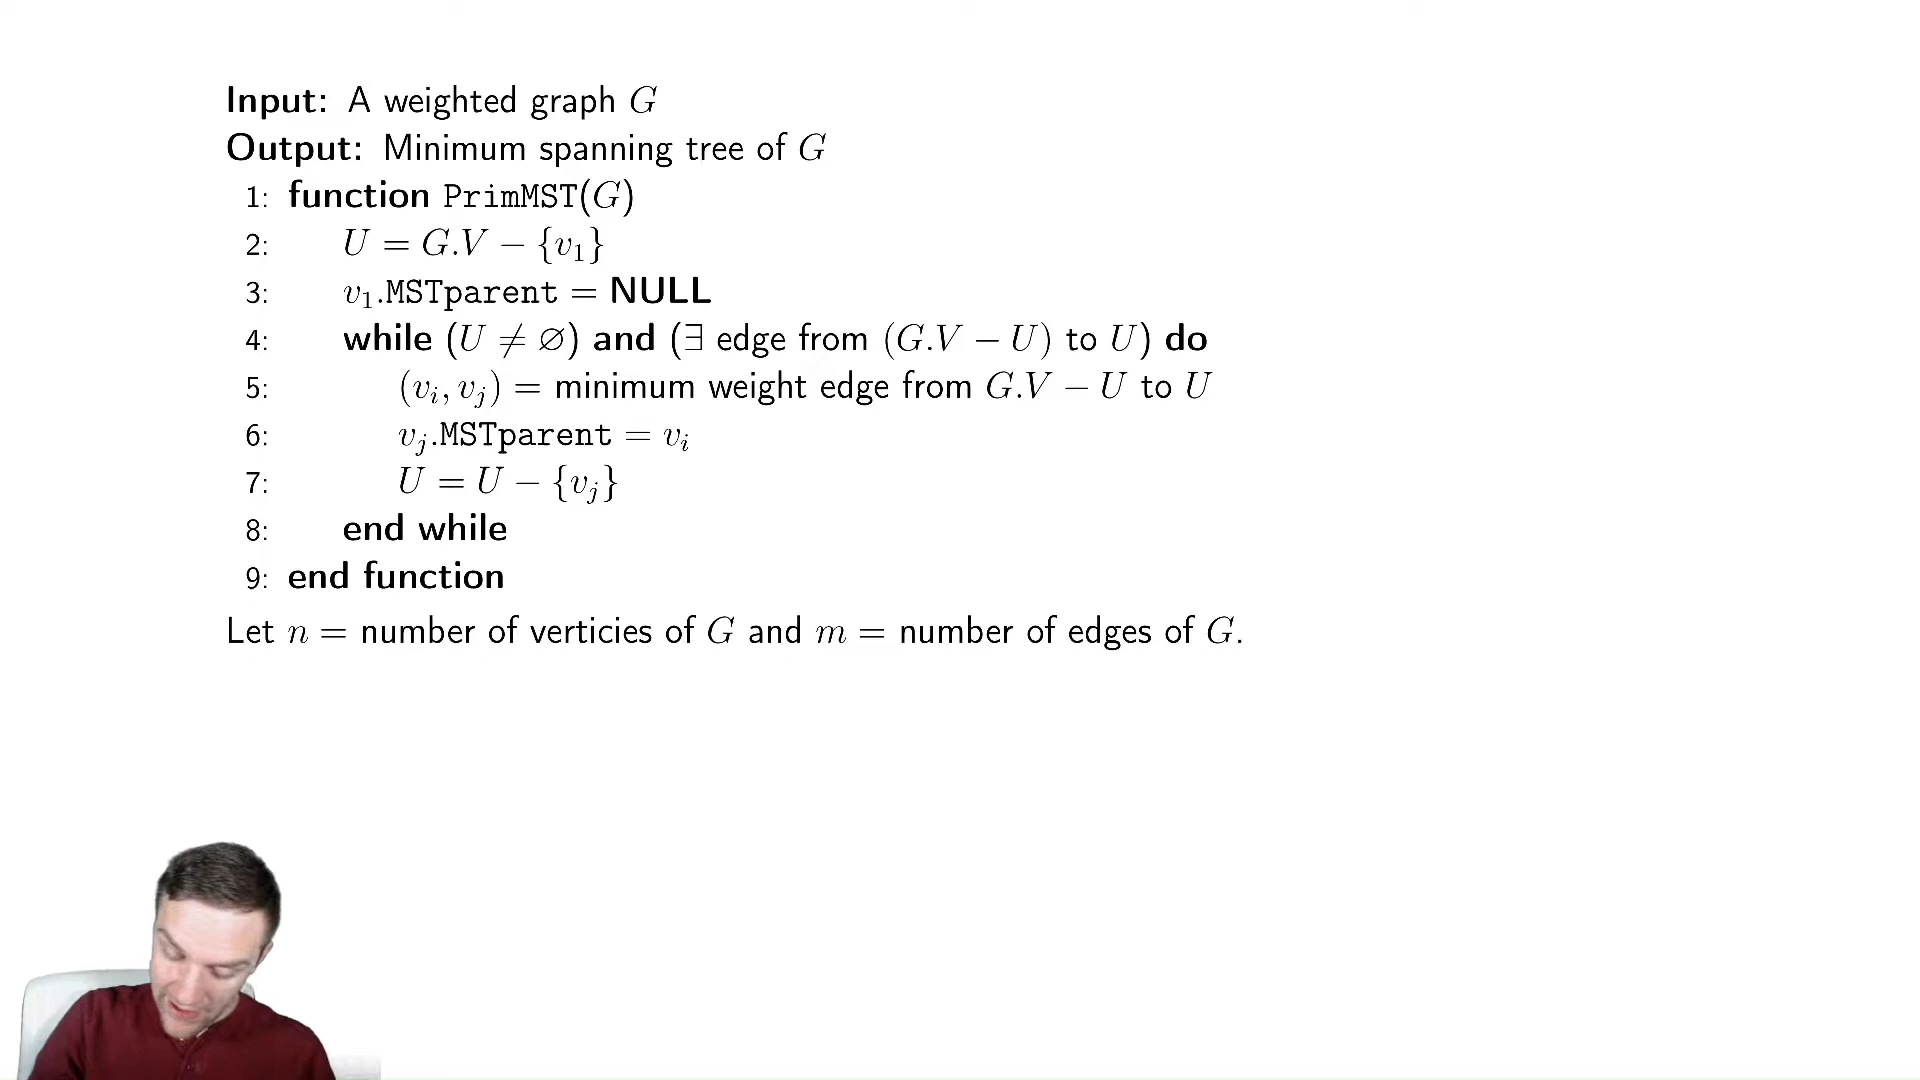 Input: A weighted graph G
Output: Minimum spanning tree of G
1: function PrimMST(G)
2: U = G.V − {v₁}
3: v₁.MSTparent = NULL
4: while (U ≠ ∅) and (∃ edge from (G.V − U) to U) do
5: (vᵢ, vⱼ) = minimum weight edge from G.V − U to U
6: vⱼ.MSTparent = vᵢ
7: U = U − {vⱼ}
8: end while
9: end function
Let n = number of verticies of G and m = number of edges of G.